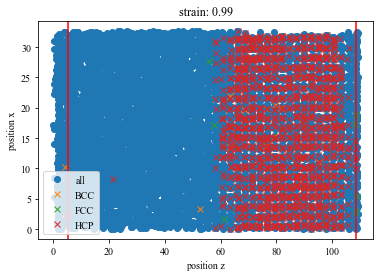 strain: 0.99
position x
30
25
20
15
10
5
0
all
BCC
FCC
HCP
0 20 40 60 80 100
position z